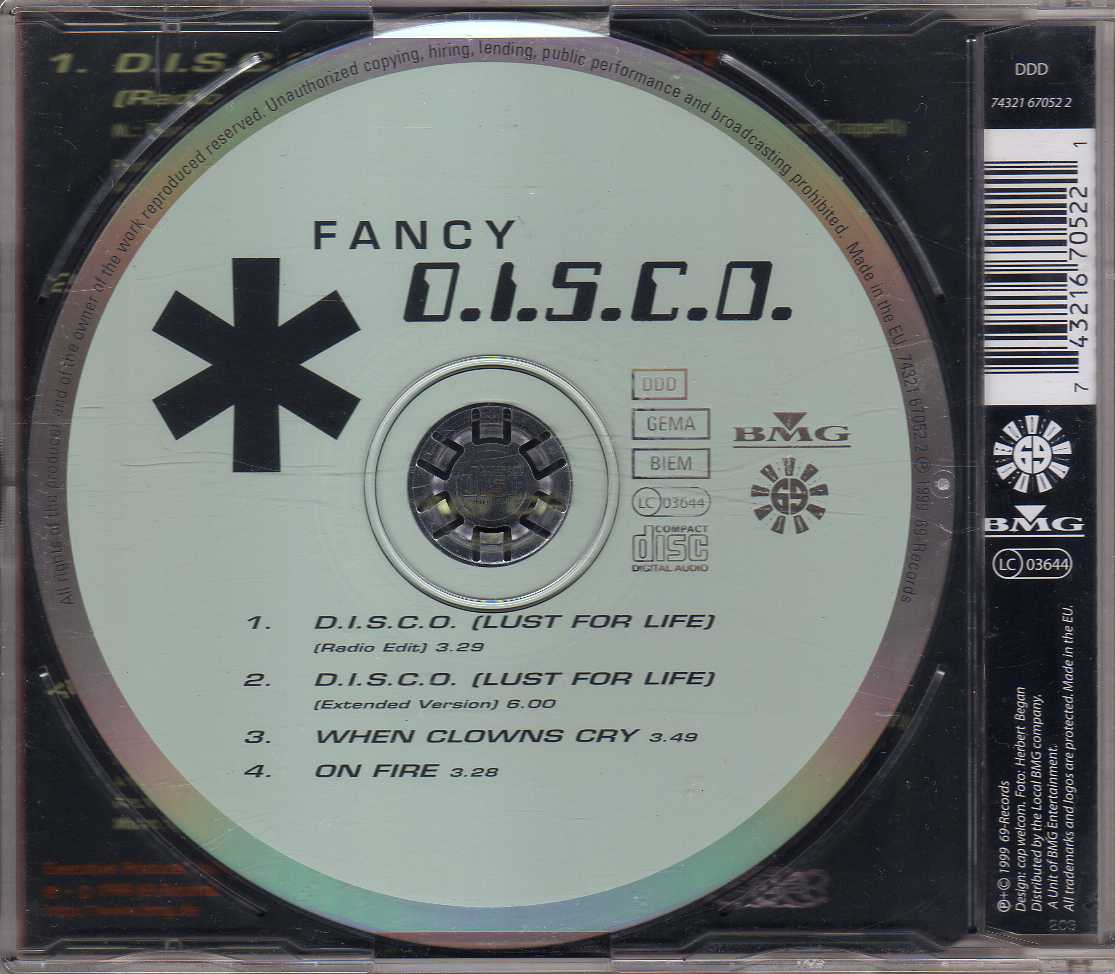 1. D.I.S.C.
(Radio
All rights of the producer and of the owner of the work reproduced reserved. Unauthorized copying, hiring, lending, public performance and broadcasting prohibited. Made in the EU 74321 67052 2 ℗ 1999 69 Records
FANCY
D.I.S.C.O.
DDD
GEMA
BIEM
LC 03644
COMPACT
disc
DIGITAL AUDIO
BMG
69
1. D.I.S.C.O. (LUST FOR LIFE)
(Radio Edit) 3.29
2. D.I.S.C.O. (LUST FOR LIFE)
(Extended Version) 6.00
3. WHEN CLOWNS CRY 3.49
4. ON FIRE 3.28
DDD
74321 67052 2
7 43216 70522 1
69
BMG
LC 03644
℗+© 1999 69-Records
Design: cap welcom. Foto: Herbert Began
Distributed by the Local BMG company.
A Unit of BMG Entertainment.
All trademarks and logos are protected. Made in the EU.